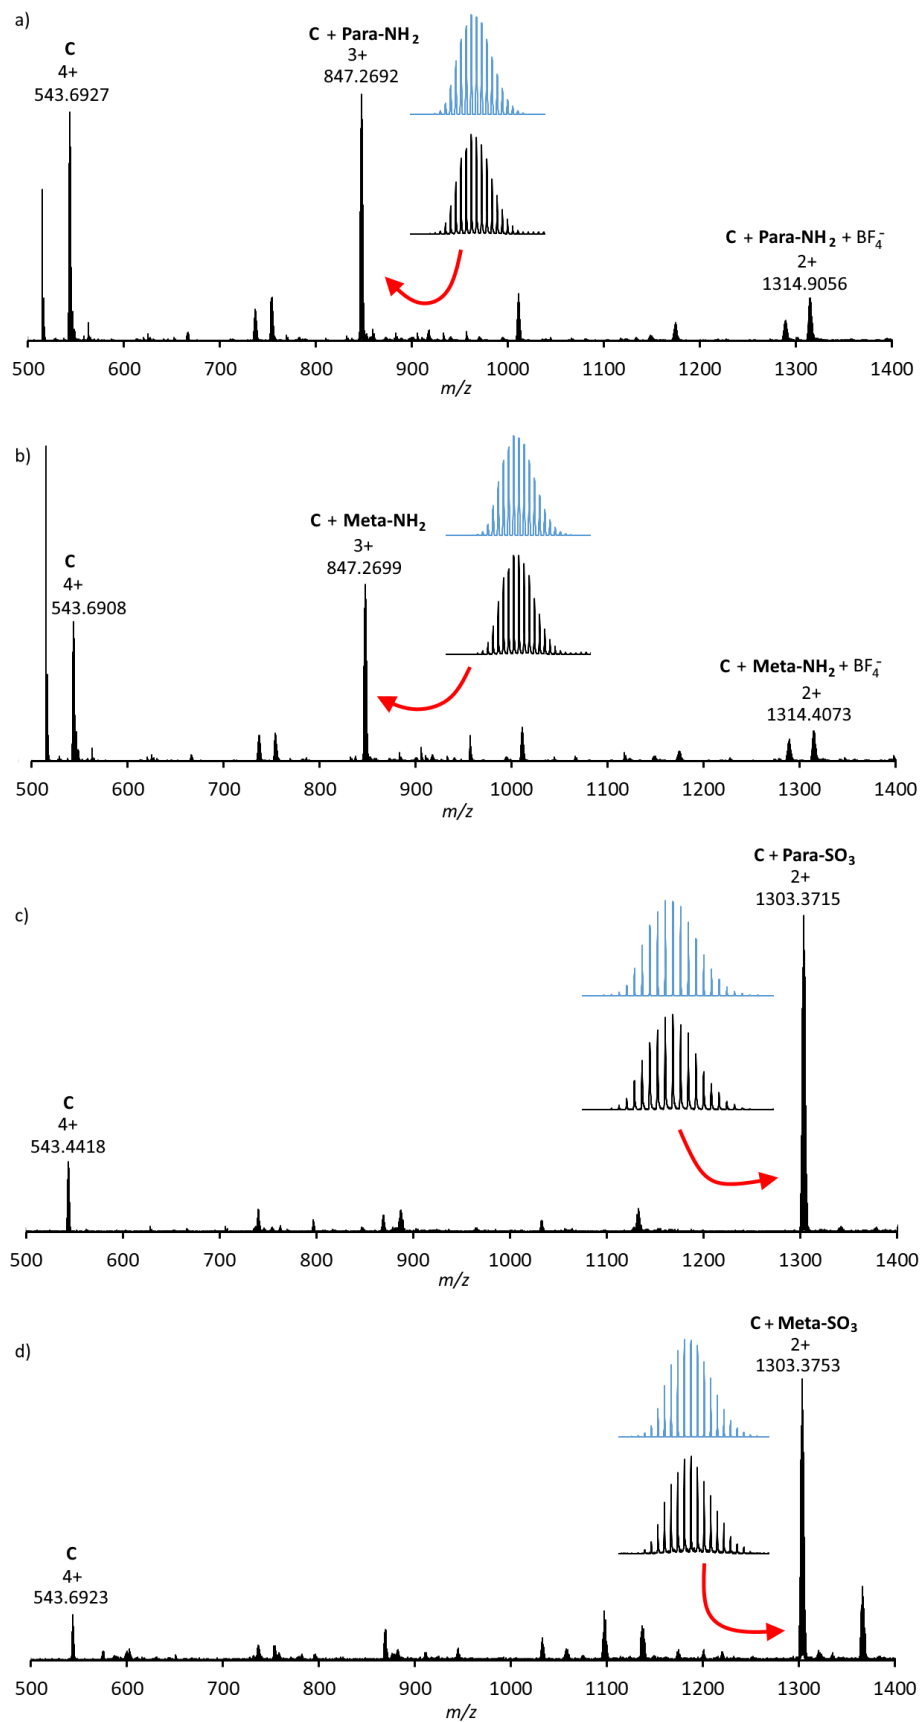 a)
C
4+
543.6927
C + Para-NH₂
3+
847.2692
C + Para-NH₂ + BF₄⁻
2+
1314.9056
500 600 700 800 900 1000 1100 1200 1300 1400
m/z
b)
C
4+
543.6908
C + Meta-NH₂
3+
847.2699
C + Meta-NH₂ + BF₄⁻
2+
1314.4073
500 600 700 800 900 1000 1100 1200 1300 1400
m/z
c)
C
4+
543.4418
C + Para-SO₃
2+
1303.3715
500 600 700 800 900 1000 1100 1200 1300 1400
m/z
d)
C
4+
543.6923
C + Meta-SO₃
2+
1303.3753
500 600 700 800 900 1000 1100 1200 1300 1400
m/z